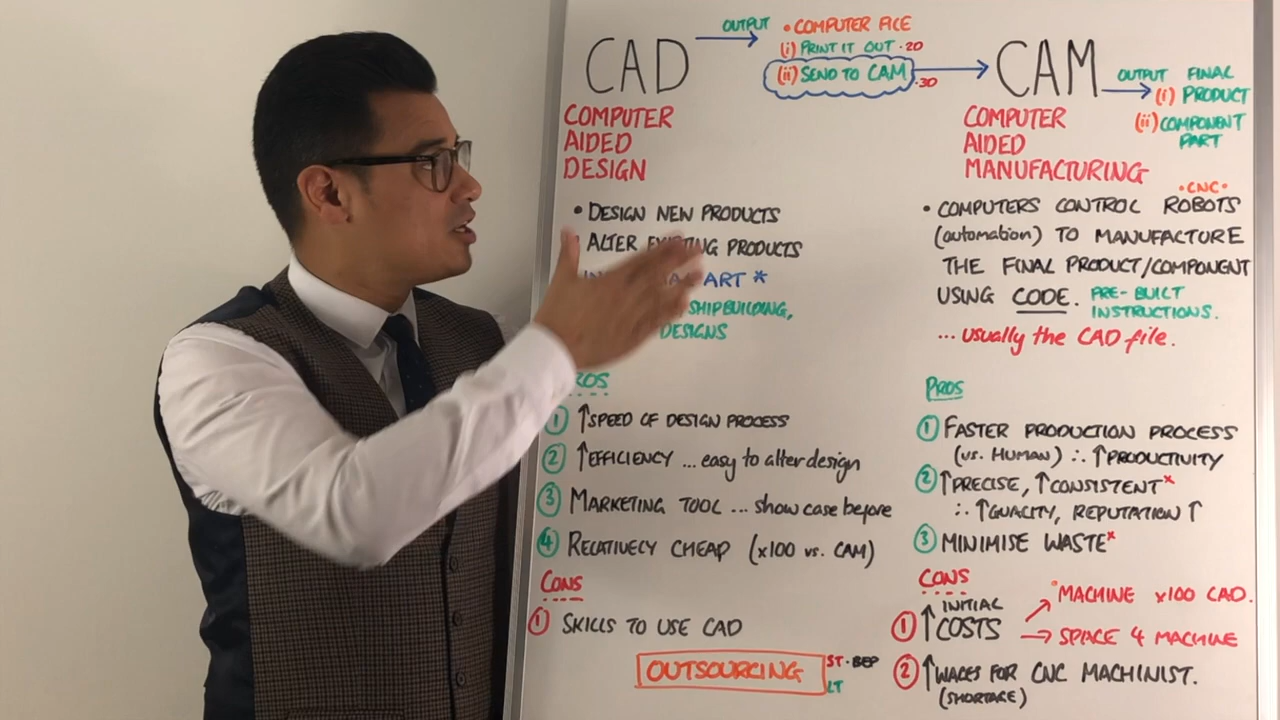 CAD
OUTPUT
• COMPUTER FILE
(i) PRINT IT OUT • 2D
(ii) SEND TO CAM • 3D
COMPUTER
AIDED
DESIGN
• DESIGN NEW PRODUCTS
ALTER EXISTING PRODUCTS
ART *
SHIPBUILDING,
DESIGNS
① ↑SPEED OF DESIGN PROCESS
② ↑EFFICIENCY ... easy to alter design
③ MARKETING TOOL ... show case before
④ RELATIVELY CHEAP (x100 vs. CAM)
CONS
① SKILLS TO USE CAD
OUTSOURCING
ST • BEP
LT
CAM
OUTPUT FINAL
(i) PRODUCT
(ii) COMPONENT
PART
COMPUTER
AIDED
MANUFACTURING
• CNC •
• COMPUTERS CONTROL ROBOTS
(automation) TO MANUFACTURE
THE FINAL PRODUCT/COMPONENT
USING CODE. PRE-BUILT
INSTRUCTIONS.
... usually the CAD file.
PROS
① FASTER PRODUCTION PROCESS
(vs. HUMAN) ∴ ↑PRODUCTIVITY
② ↑PRECISE, ↑CONSISTENT*
∴ ↑QUALITY, REPUTATION ↑
③ MINIMISE WASTE*
CONS
① ↑ INITIAL
COSTS
MACHINE x100 CAD.
→ SPACE 4 MACHINE
② ↑WAGES FOR CNC MACHINIST.
(SHORTAGE)